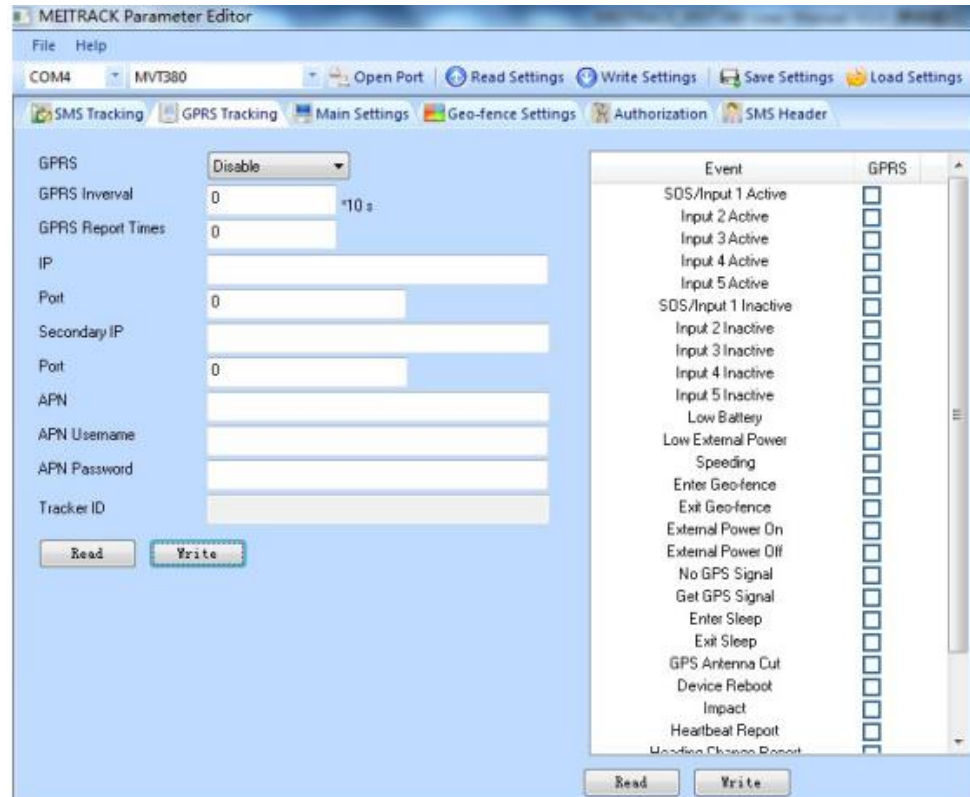 MEITRACK Parameter Editor
File Help
COM4 MVT380 Open Port Read Settings Write Settings Save Settings Load Settings
SMS Tracking GPRS Tracking Main Settings Geo-fence Settings Authorization SMS Header
GPRS Disable
GPRS Inverval 0 *10 s
GPRS Report Times 0
IP
Port 0
Secondary IP
Port 0
APN
APN Username
APN Password
Tracker ID
Read Write
Event GPRS
SOS/Input 1 Active
Input 2 Active
Input 3 Active
Input 4 Active
Input 5 Active
SOS/Input 1 Inactive
Input 2 Inactive
Input 3 Inactive
Input 4 Inactive
Input 5 Inactive
Low Battery
Low External Power
Speeding
Enter Geo-fence
Exit Geo-fence
External Power On
External Power Off
No GPS Signal
Get GPS Signal
Enter Sleep
Exit Sleep
GPS Antenna Cut
Device Reboot
Impact
Heartbeat Report
Heading Change Report
Read Write